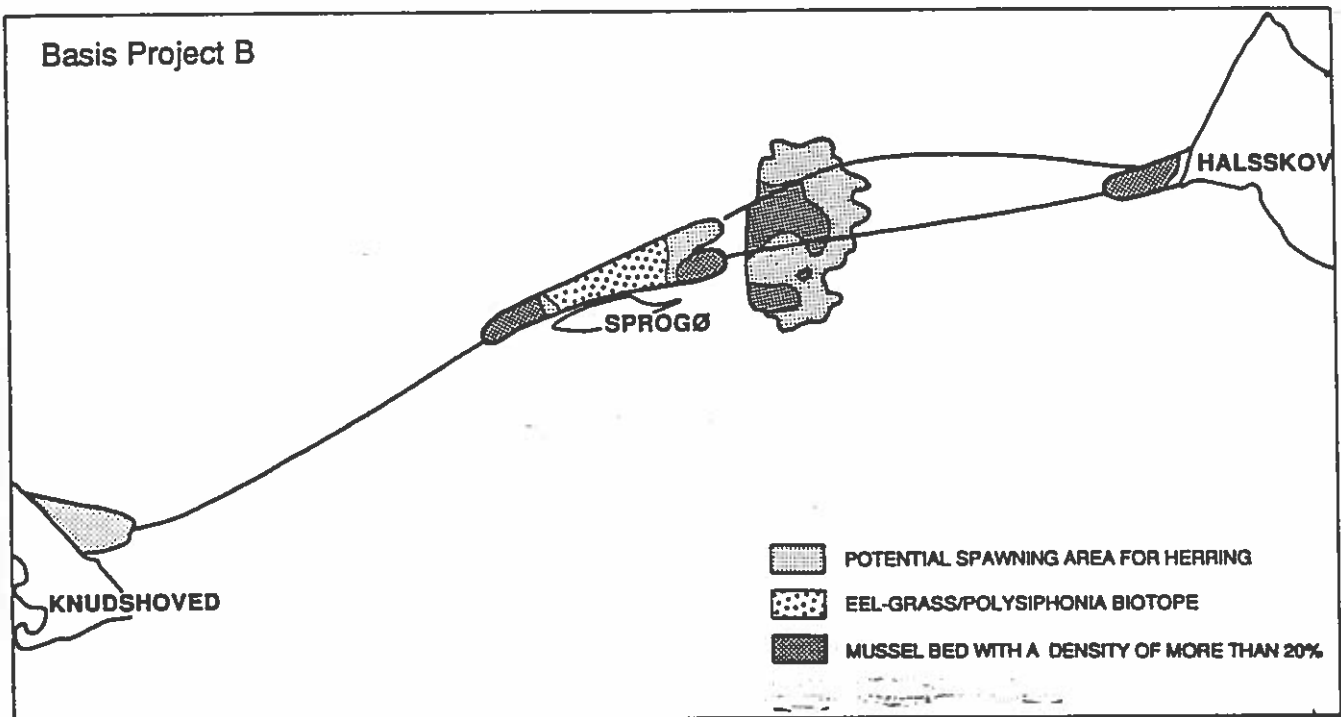 Basis Project B
HALSSKOV
SPROGØ
KNUDSHOVED
POTENTIAL SPAWNING AREA FOR HERRING
EEL-GRASS/POLYSIPHONIA BIOTOPE
MUSSEL BED WITH A DENSITY OF MORE THAN 20%